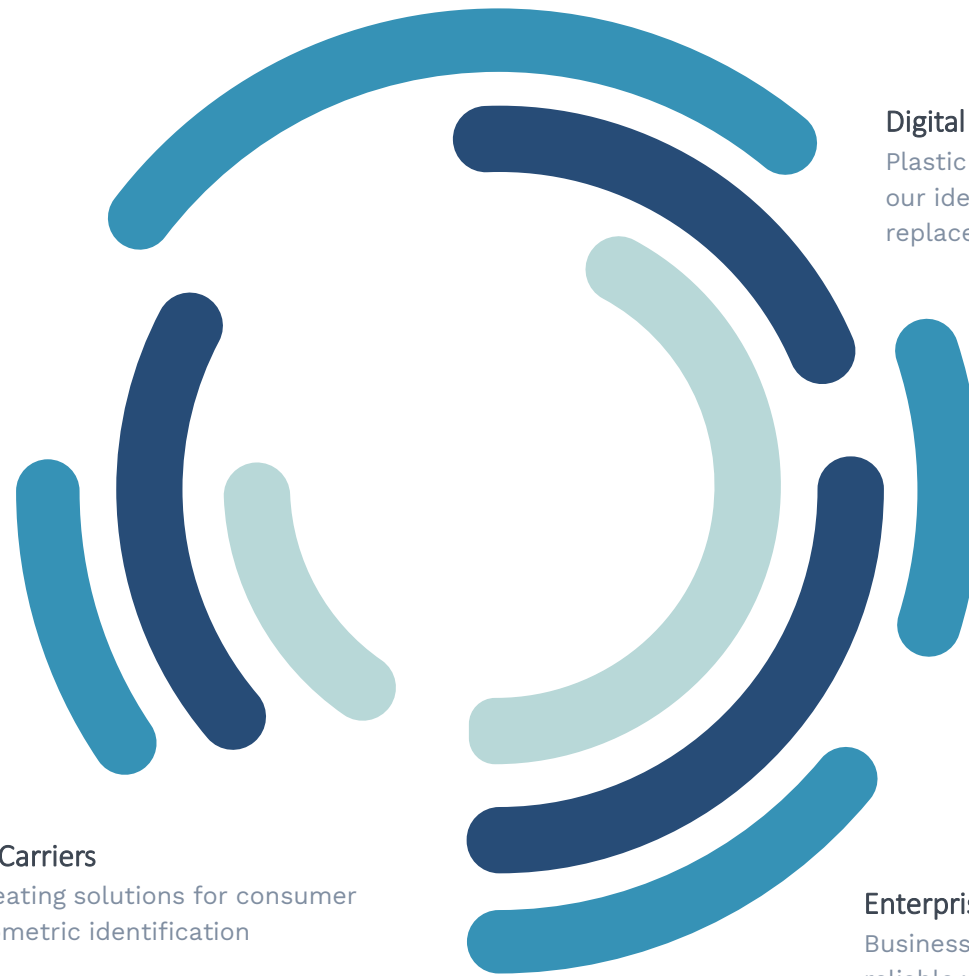 Digital
Plastic
our ide
replace
Carriers
eating solutions for consumer
metric identification
Enterpris
Business